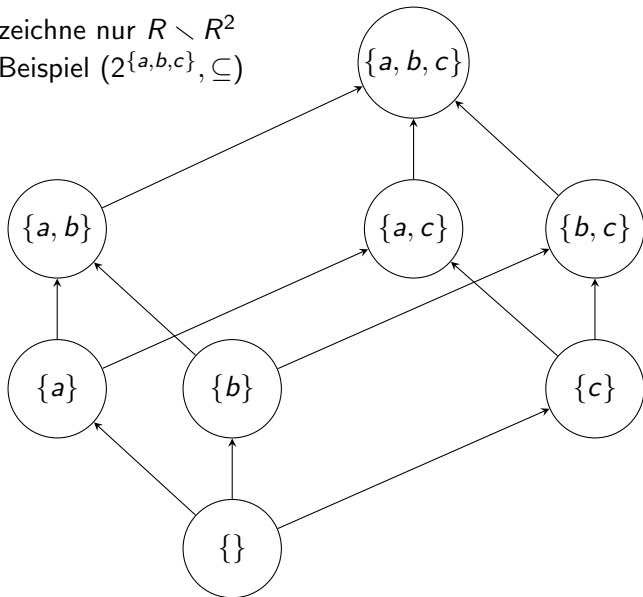 zeichne nur R ∖ R²
Beispiel (2^{a,b,c}, ⊆)
{a, b, c}
{a, b}
{a, c}
{b, c}
{a}
{b}
{c}
{}